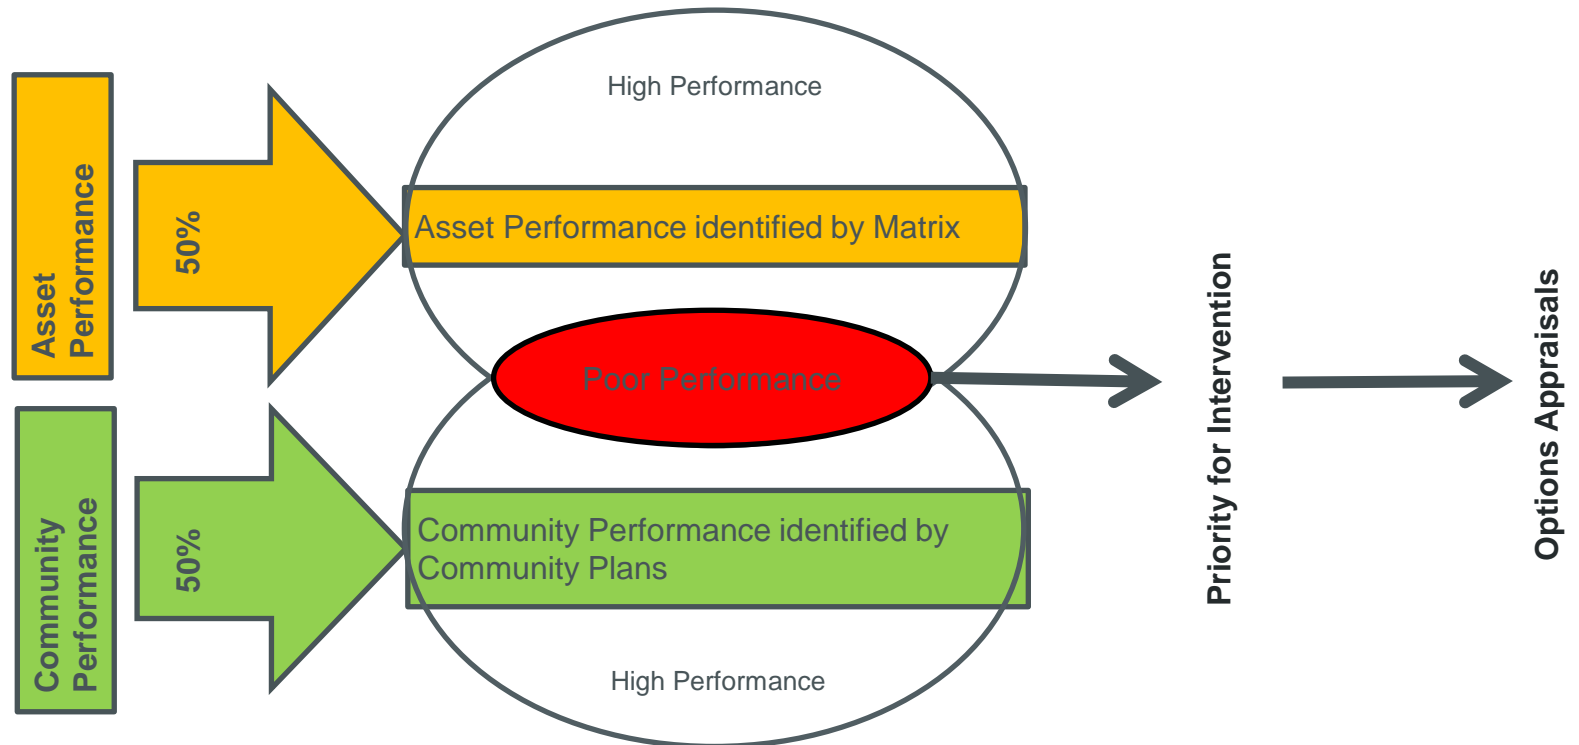 Asset
Performance
50%
High Performance
Asset Performance identified by Matrix
Poor Performance
Community
Performance
50%
Community Performance identified by
Community Plans
High Performance
Priority for Intervention
Options Appraisals